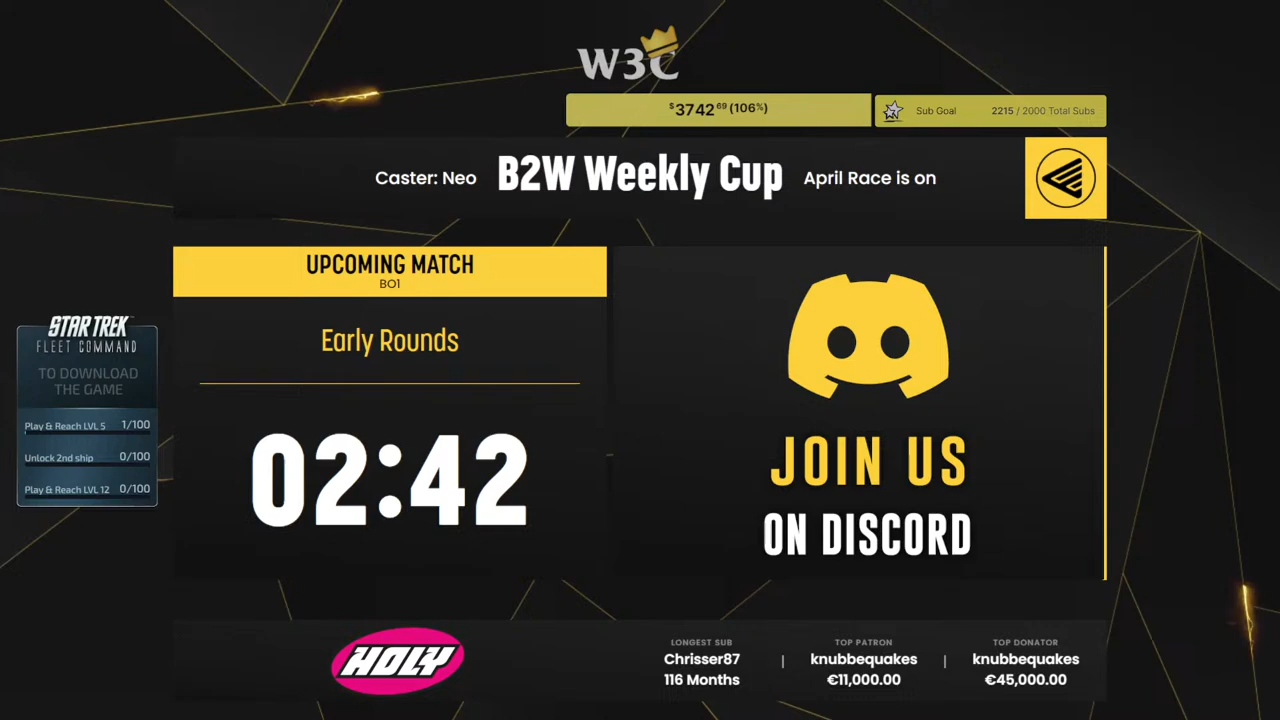 W3C
$3742 69 (106%)
Sub Goal 2215 / 2000 Total Subs
Caster: Neo B2W Weekly Cup April Race is on
UPCOMING MATCH
BO1
Early Rounds
02:42
JOIN US
ON DISCORD
STAR TREK
FLEET COMMAND
TO DOWNLOAD
THE GAME
Play & Reach LVL 5 1/100
Unlock 2nd ship 0/100
Play & Reach LVL 12 0/100
HOLY
LONGEST SUB
Chrisser87
116 Months
|
TOP PATRON
knubbequakes
€11,000.00
|
TOP DONATOR
knubbequakes
€45,000.00